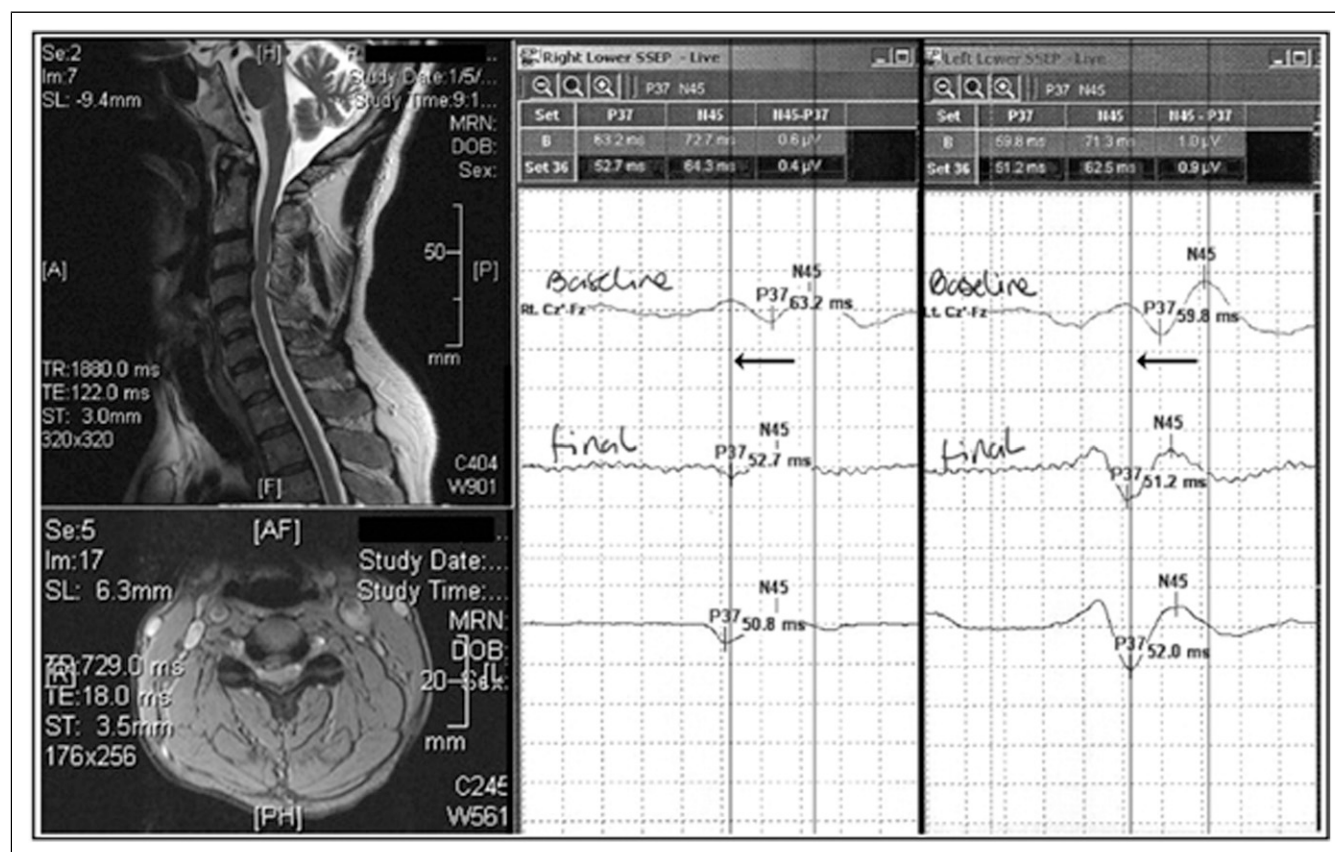 Se:2
[H]
R
Im:7
Study Date:1/5/...
SL: -9.4mm
Study Time:9:1...
MRN:
DOB:
Sex:
50
[A]
[P]
mm
TR:1880.0 ms
TE:122.0 ms
ST: 3.0mm
320x320
C404
[F]
W901
Se:5
[AF]
Im:17
Study Date:...
SL: 6.3mm
Study Time:...
MRN:
DOB:
TR:729.0 ms
20
Sex:
[L
TE:18.0 ms
ST: 3.5mm
mm
176x256
C245
[PH]
W561
Right Lower SSEP - Live
P37 N45
Set P37 N45 N45-P37
B 63.2 ms 72.7 ms 0.6 µV
Set 36 52.7 ms 64.3 ms 0.4 µV
Baseline
N45
P37 63.2 ms
Rt. Cz'-Fz
final
N45
P37 52.7 ms
N45
P37 50.8 ms
Left Lower SSEP - Live
P37 N45
Set P37 N45 N45 - P37
B 59.8 ms 71.3 ms 1.0 µV
Set 36 51.2 ms 62.5 ms 0.9 µV
Baseline
N45
P37 59.8 ms
Lt. Cz'-Fz
final
N45
P37 51.2 ms
N45
P37 52.0 ms